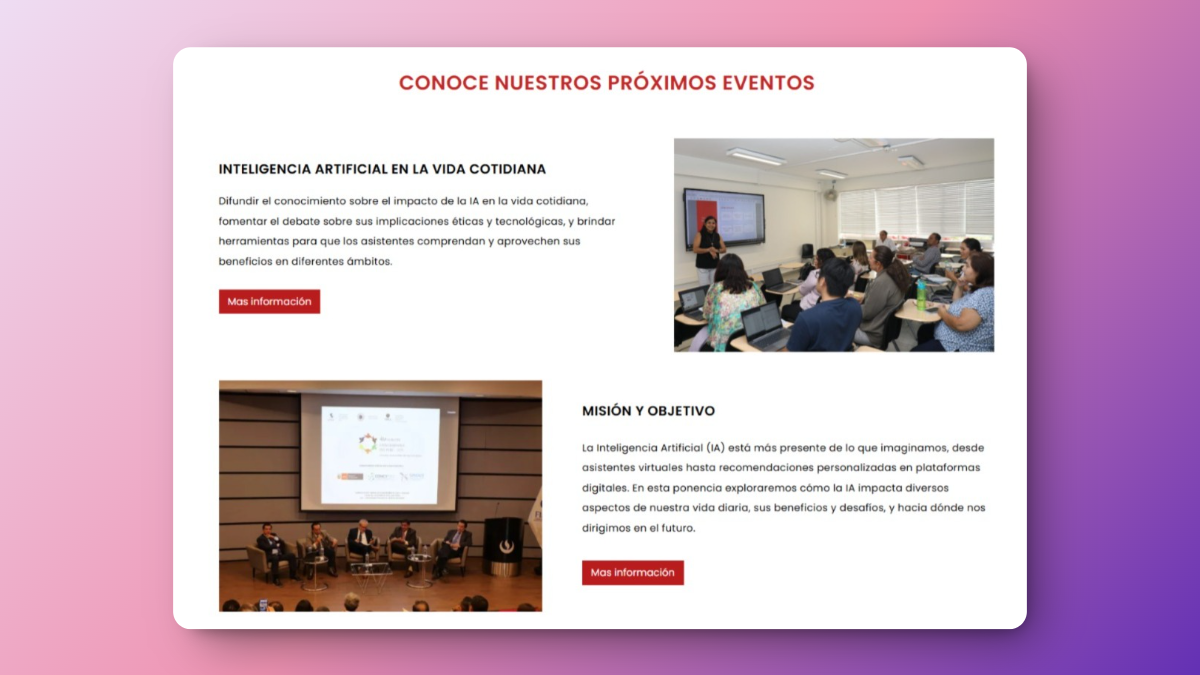 CONOCE NUESTROS PRÓXIMOS EVENTOS
INTELIGENCIA ARTIFICIAL EN LA VIDA COTIDIANA
Difundir el conocimiento sobre el impacto de la IA en la vida cotidiana,
fomentar el debate sobre sus implicaciones éticas y tecnológicas, y brindar
herramientas para que los asistentes comprendan y aprovechen sus
beneficios en diferentes ámbitos.
Mas información
MISIÓN Y OBJETIVO
La Inteligencia Artificial (IA) está más presente de lo que imaginamos, desde
asistentes virtuales hasta recomendaciones personalizadas en plataformas
digitales. En esta ponencia exploraremos cómo la IA impacta diversos
aspectos de nuestra vida diaria, sus beneficios y desafíos, y hacia dónde nos
dirigimos en el futuro.
Mas información